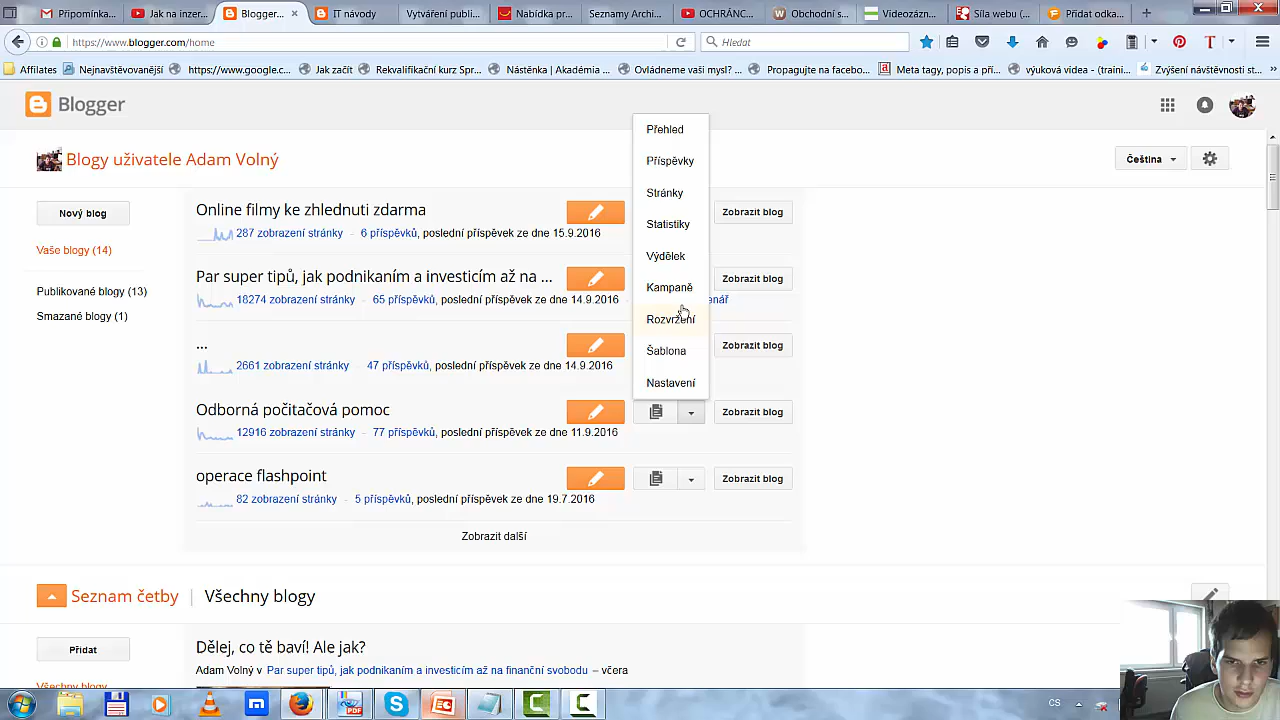 Připomínka...
Jak na inzer...
Blogger...
IT návody
Vytváření publ...
Nabídky pr...
Seznamy Archi...
OCHRÁNC...
Obchodní s...
Videozázn...
Síla webu (...
Přidat odka...
https://www.blogger.com/home
Hledat
Affilates
Nejnavštěvovanější
https://www.google.c...
Jak začít
Rekvalifikační kurz Spr...
Nástěnka | Akadémia ...
Ovládneme vaši mysl? ...
Propagujte na facebo...
Meta tagy, popis a př...
výuková videa - (traini...
Zvýšení návštěvnosti st...
Blogger
Blogy uživatele Adam Volný
Čeština
Nový blog
Vaše blogy (14)
Publikované blogy (13)
Smazané blogy (1)
Online filmy ke zhlednuti zdarma
287 zobrazení stránky - 6 příspěvků, poslední příspěvek ze dne 15.9.2016
Zobrazit blog
Par super tipů, jak podnikaním a investicím až na ...
18274 zobrazení stránky - 65 příspěvků, poslední příspěvek ze dne 14.9.2016
Zobrazit blog
...
2661 zobrazení stránky - 47 příspěvků, poslední příspěvek ze dne 14.9.2016
Zobrazit blog
Odborná počitačová pomoc
12916 zobrazení stránky - 77 příspěvků, poslední příspěvek ze dne 11.9.2016
Zobrazit blog
operace flashpoint
82 zobrazení stránky - 5 příspěvků, poslední příspěvek ze dne 19.7.2016
Zobrazit blog
Zobrazit další
Přehled
Příspěvky
Stránky
Statistiky
Výdělek
Kampaně
Rozvržení
Šablona
Nastavení
Seznam četby | Všechny blogy
Přidat
Všechny blogy
Dělej, co tě baví! Ale jak?
Adam Volný v Par super tipů, jak podnikaním a investicím až na finanční svobodu – včera
CS